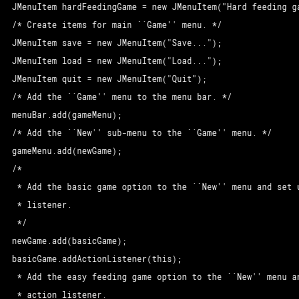 JMenuItem hardFeedingGame = new JMenuItem("Hard feeding
/* Create items for main ``Game'' menu. */
JMenuItem save = new JMenuItem("Save...");
JMenuItem load = new JMenuItem("Load...");
JMenuItem quit = new JMenuItem("Quit");
/* Add the ``Game'' menu to the menu bar. */
menuBar.add(gameMenu);
/* Add the ``New'' sub-menu to the ``Game'' menu. */
gameMenu.add(newGame);
/*
* Add the basic game option to the ``New'' menu and set
* listener.
*/
newGame.add(basicGame);
basicGame.addActionListener(this);
* Add the easy feeding game option to the ``New'' menu
* action listener.